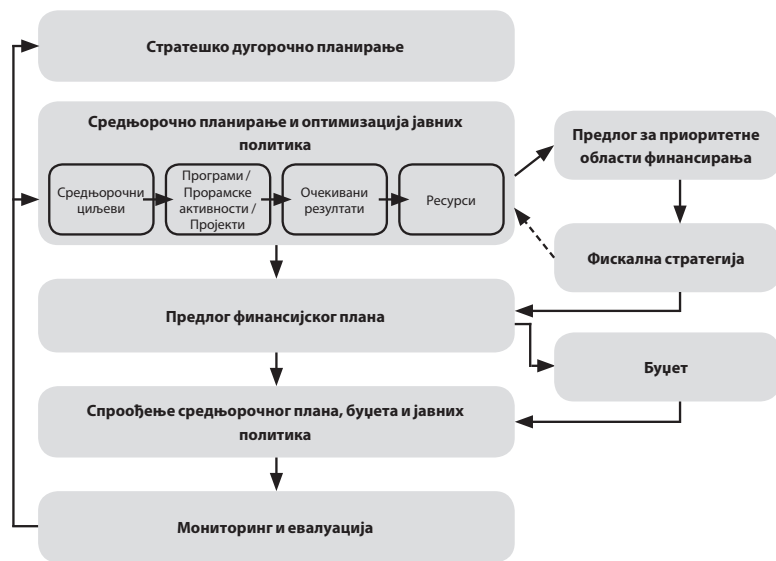 Стратешко дугорочно планирање
Средњорочно планирање и оптимизација јавних
политика
Средњорочни
циљеви
Програми /
Прорамске
активности /
Пројекти
Очекивани
резултати
Ресурси
Предлог за приоритетне
области финансирања
Фискална стратегија
Предлог финансијског плана
Буџет
Спроођење средњорочног плана, буџета и јавних
политика
Мониторинг и евалуација